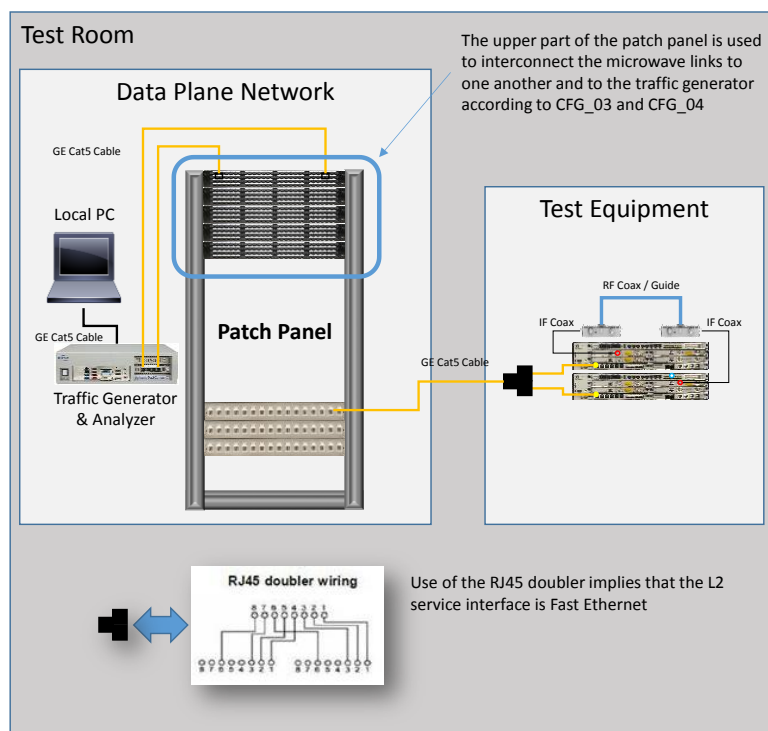 Test Room
The upper part of the patch panel is used
to interconnect the microwave links to
one another and to the traffic generator
according to CFG_03 and CFG_04
Data Plane Network
GE Cat5 Cable
Local PC
GE Cat5 Cable
Traffic Generator
& Analyzer
Patch Panel
GE Cat5 Cable
Test Equipment
RF Coax / Guide
IF Coax
IF Coax
RJ45 doubler wiring
8 7 6 5 4 3 2 1
8 7 6 5 4 3 2 1 8 7 6 5 4 3 2 1
Use of the RJ45 doubler implies that the L2
service interface is Fast Ethernet